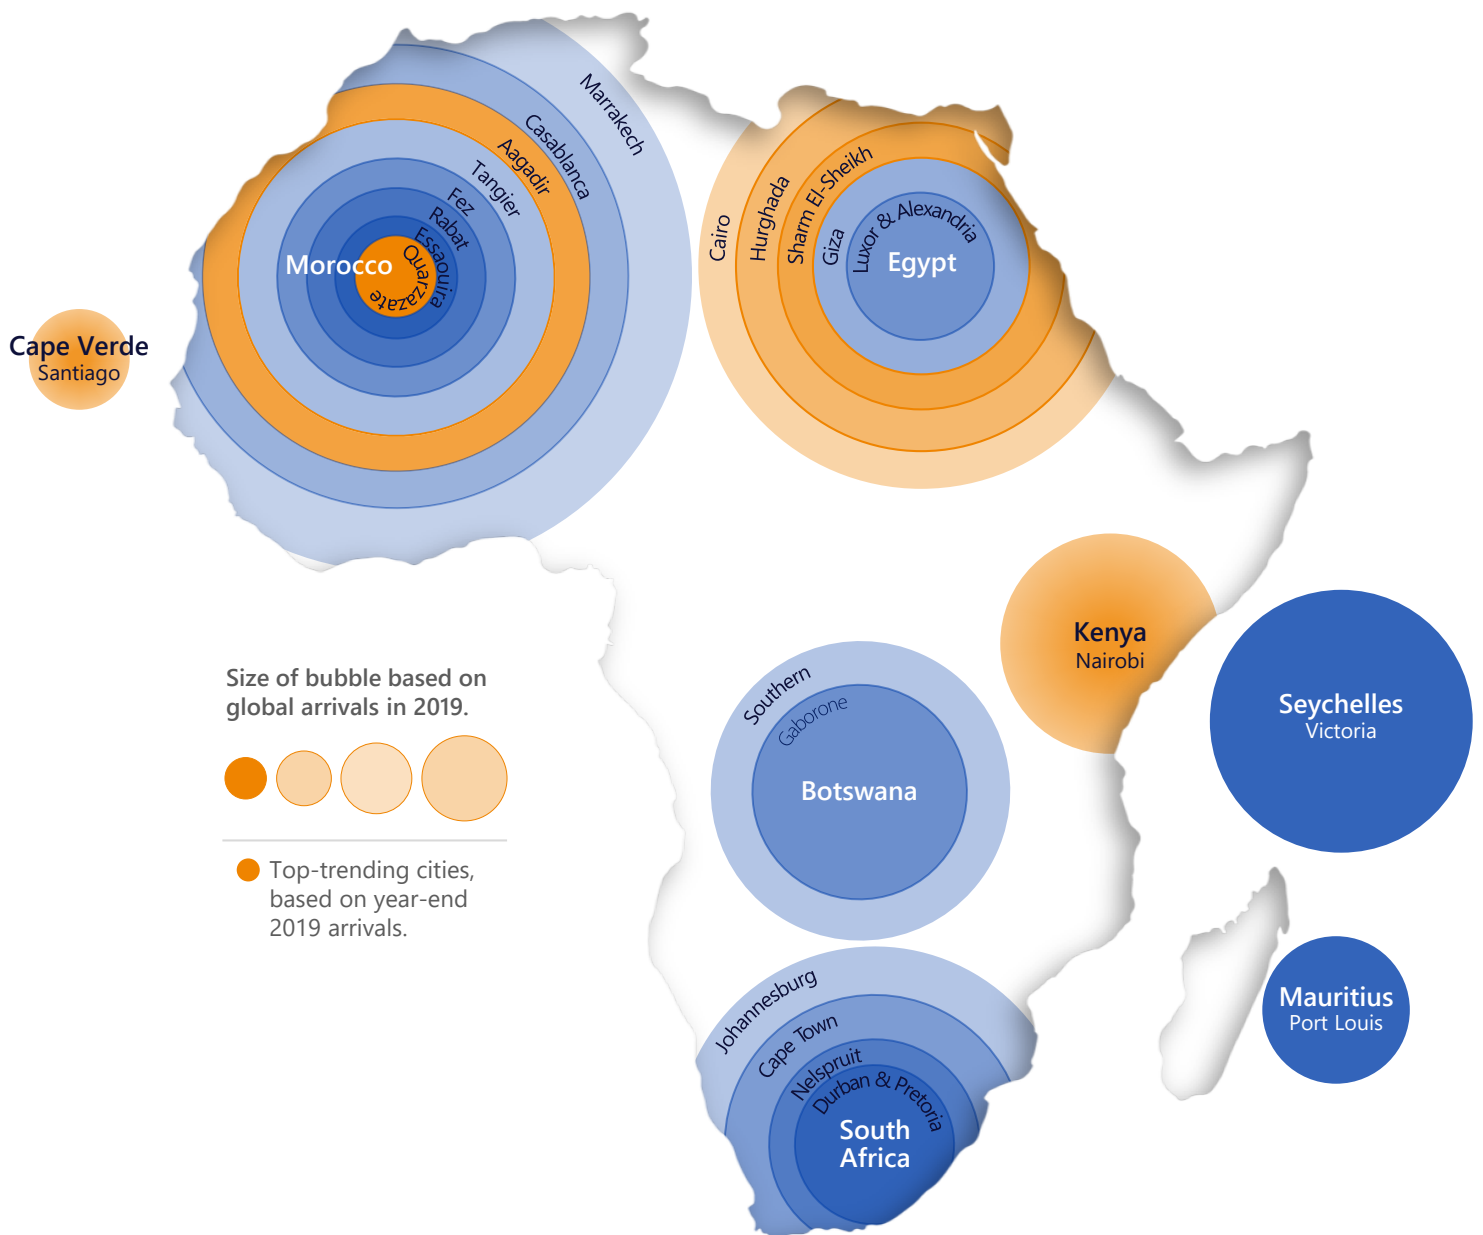 Marrakech
Casablanca
Aagadir
Tangier
Fez
Rabat
Essaouira
Quarzazate
Morocco
Cairo
Hurghada
Sharm El-Sheikh
Giza
Luxor & Alexandria
Egypt
Cape Verde
Santiago
Kenya
Nairobi
Seychelles
Victoria
Southern
Gaborone
Botswana
Size of bubble based on
global arrivals in 2019.
Top-trending cities,
based on year-end
2019 arrivals.
Johannesburg
Cape Town
Nelspruit
Durban & Pretoria
South
Africa
Mauritius
Port Louis